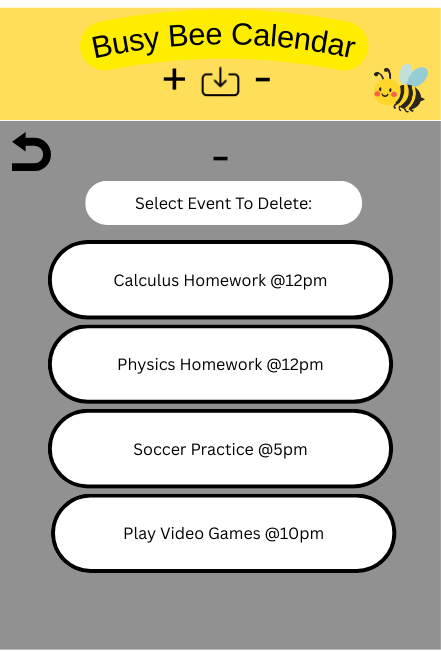 Busy Bee Calendar
+ -
-
Select Event To Delete:
Calculus Homework @12pm
Physics Homework @12pm
Soccer Practice @5pm
Play Video Games @10pm